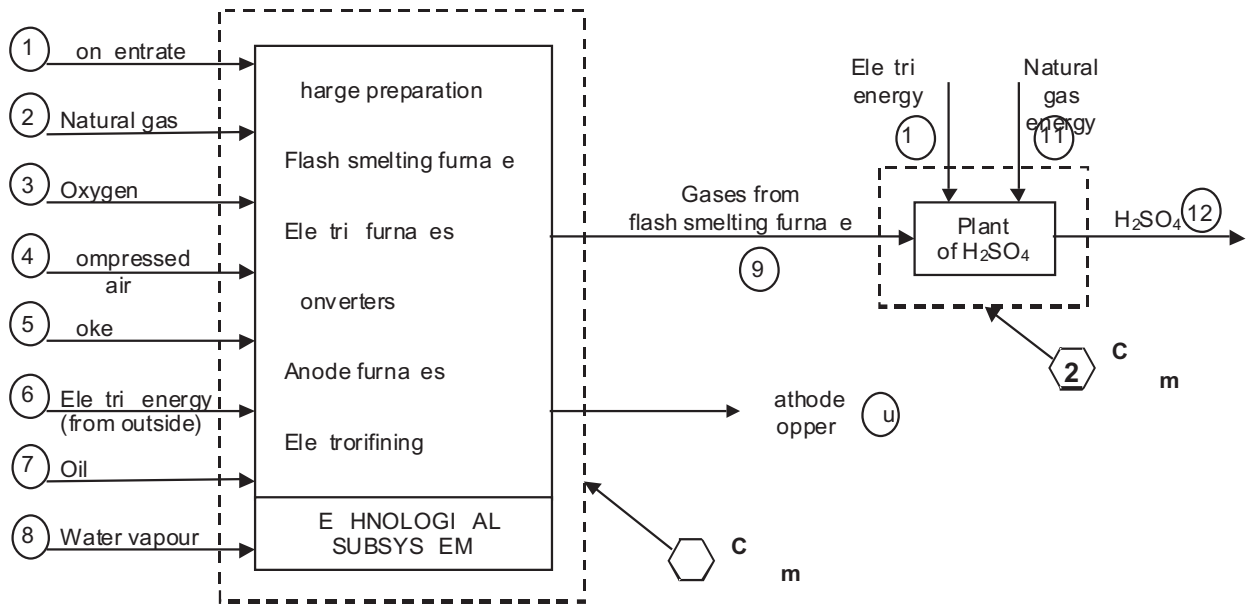 1 on entrate
2 Natural gas
3 Oxygen
4 ompressed
air
5 oke
6 Ele tri energy
(from outside)
7 Oil
8 Water vapour
harge preparation
Flash smelting furna e
Ele tri furna es
onverters
Anode furna es
Ele trorifining
E HNOLOGI AL
SUBSYS EM
C
m
Gases from
flash smelting furna e
9
athode
opper u
Ele tri
energy
1
Natural
gas
energy
11
Plant
of H₂SO₄
H₂SO₄ 12
2 C
m